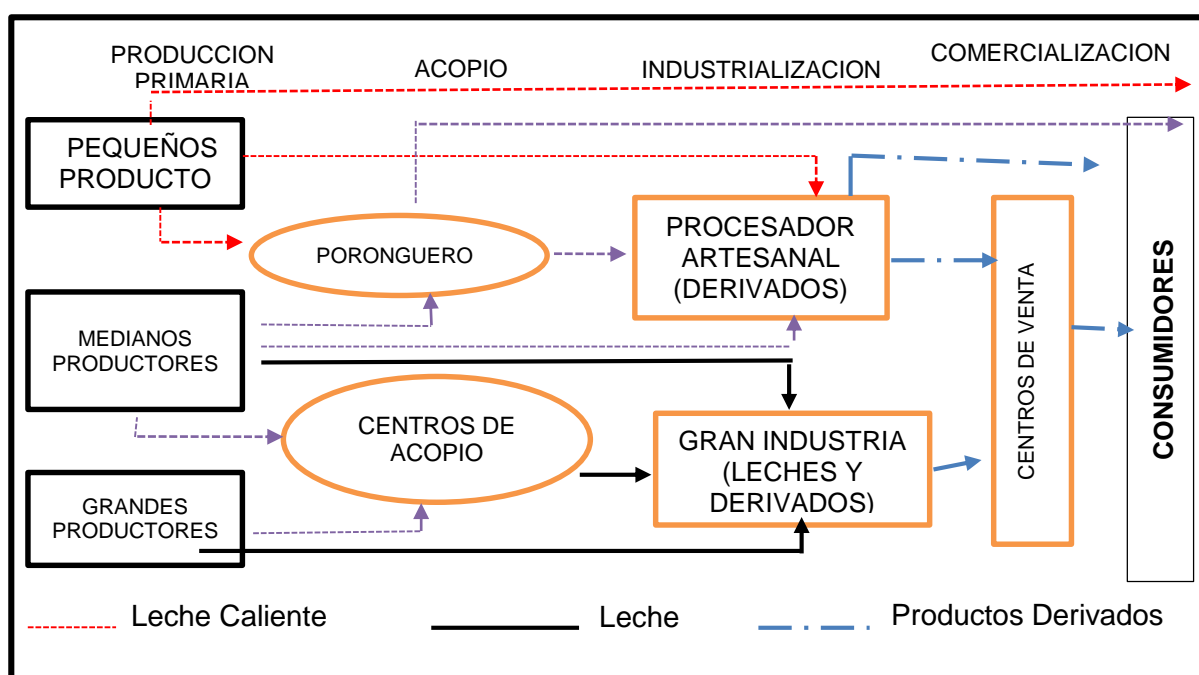 PRODUCCION
PRIMARIA
ACOPIO
INDUSTRIALIZACION
COMERCIALIZACION
PEQUEÑOS
PRODUCTO
PORONGUERO
PROCESADOR
ARTESANAL
(DERIVADOS)
MEDIANOS
PRODUCTORES
CENTROS DE
ACOPIO
GRAN INDUSTRIA
(LECHES Y
DERIVADOS)
GRANDES
PRODUCTORES
CENTROS DE VENTA
CONSUMIDORES
Leche Caliente
Leche
Productos Derivados